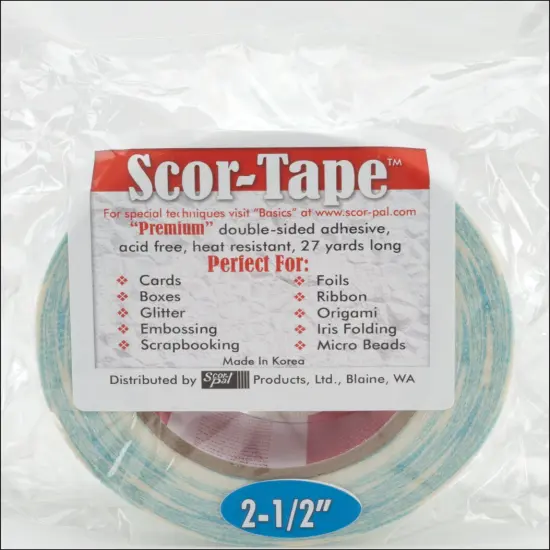 Scor-Tape™
For special techniques visit "Basics" at www.scor-pal.com
"Premium" double-sided adhesive,
acid free, heat resistant, 27 yards long
Perfect For:
❖ Cards
❖ Boxes
❖ Glitter
❖ Embossing
❖ Scrapbooking
❖ Foils
❖ Ribbon
❖ Origami
❖ Iris Folding
❖ Micro Beads
Made In Korea
Distributed by Scor-Pal Products, Ltd., Blaine, WA
2-1/2"